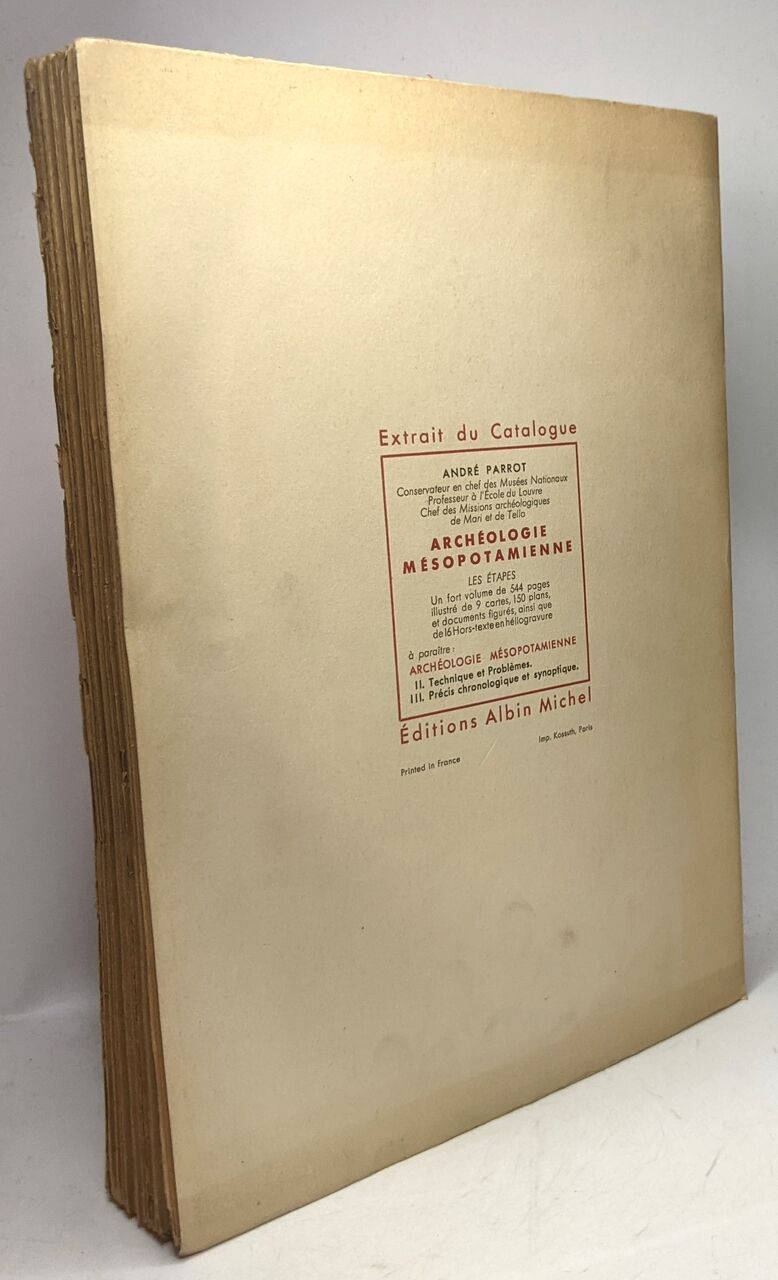 Extrait du Catalogue
ANDRÉ PARROT
Conservateur en chef des Musées Nationaux
Professeur à l'École du Louvre
Chef des Missions archéologiques
de Mari et de Tello
ARCHÉOLOGIE
MÉSOPOTAMIENNE
LES ÉTAPES
Un fort volume de 544 pages
illustré de 9 cartes, 150 plans,
et documents figurés, ainsi que
de 16 Hors-texte en héliogravure
à paraître :
ARCHÉOLOGIE MÉSOPOTAMIENNE
II. Technique et Problèmes.
III. Précis chronologique et synoptique.
Éditions Albin Michel
Printed in France
Imp. Kossuth, Paris